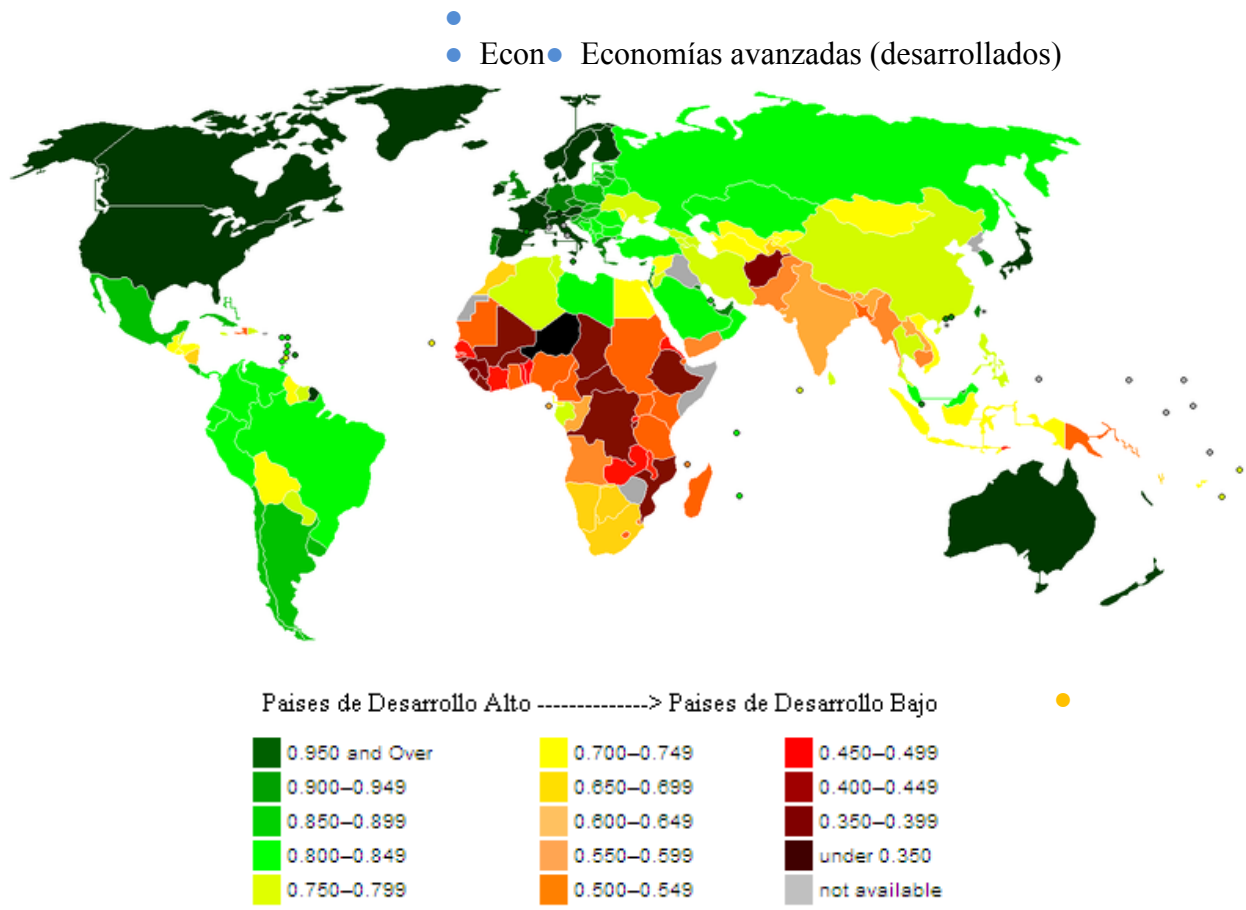 Econ Economías avanzadas (desarrollados)
Paises de Desarrollo Alto --------------> Paises de Desarrollo Bajo
0.950 and Over
0.900–0.949
0.850–0.899
0.800–0.849
0.750–0.799
0.700–0.749
0.650–0.699
0.600–0.649
0.550–0.599
0.500–0.549
0.450–0.499
0.400–0.449
0.350–0.399
under 0.350
not available